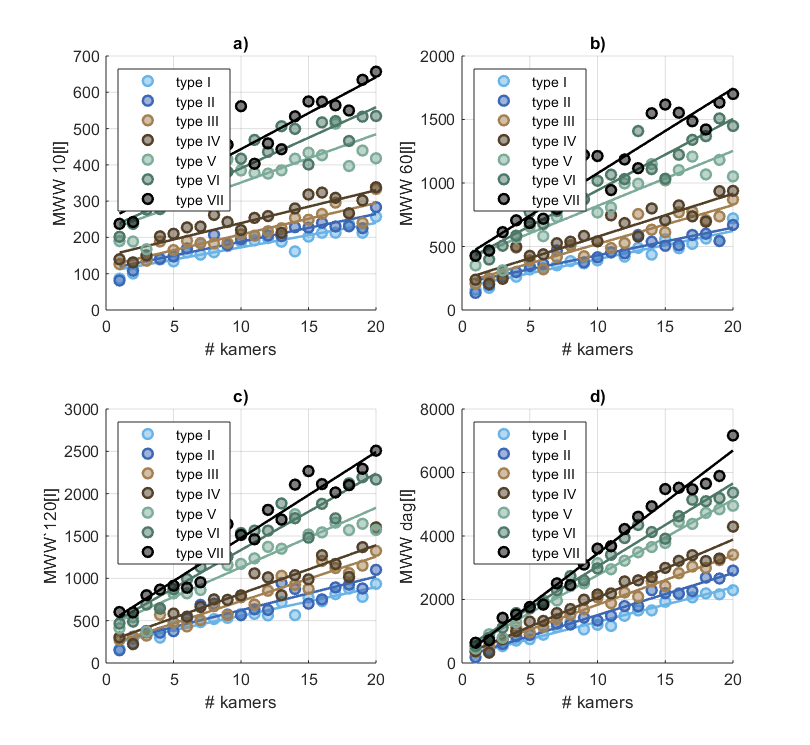 a)
MWW 10[l]
700
600
500
400
300
200
100
0
type I
type II
type III
type IV
type V
type VI
type VII
0 5 10 15 20
# kamers
b)
MWW 60[l]
2000
1500
1000
500
0
type I
type II
type III
type IV
type V
type VI
type VII
0 5 10 15 20
# kamers
c)
MWW`120[l]
3000
2500
2000
1500
1000
500
0
type I
type II
type III
type IV
type V
type VI
type VII
0 5 10 15 20
# kamers
d)
MWW dag[l]
8000
6000
4000
2000
0
type I
type II
type III
type IV
type V
type VI
type VII
0 5 10 15 20
# kamers